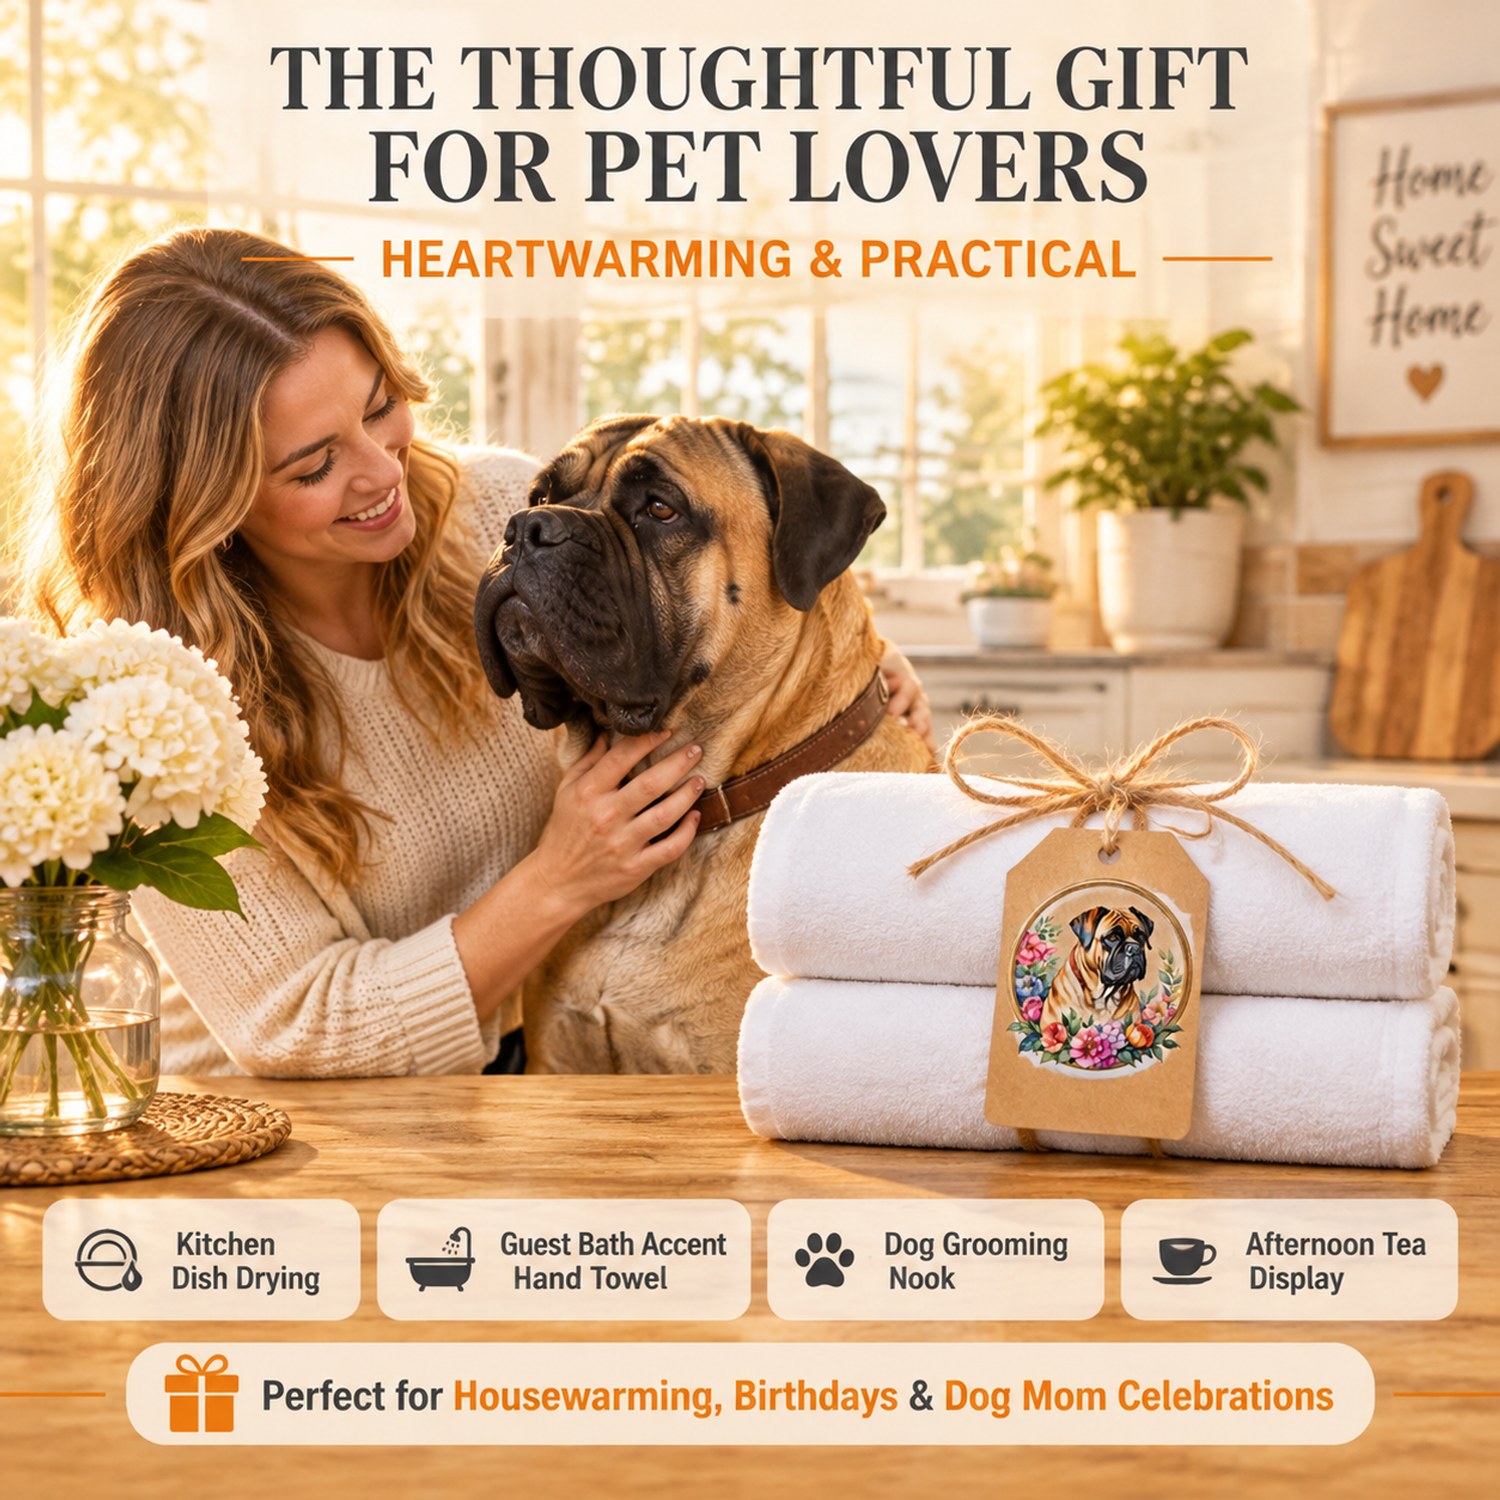 THE THOUGHTFUL GIFT
FOR PET LOVERS
HEARTWARMING & PRACTICAL
Home
Sweet
Home
Kitchen
Dish Drying
Guest Bath Accent
Hand Towel
Dog Grooming
Nook
Afternoon Tea
Display
Perfect for Housewarming, Birthdays & Dog Mom Celebrations